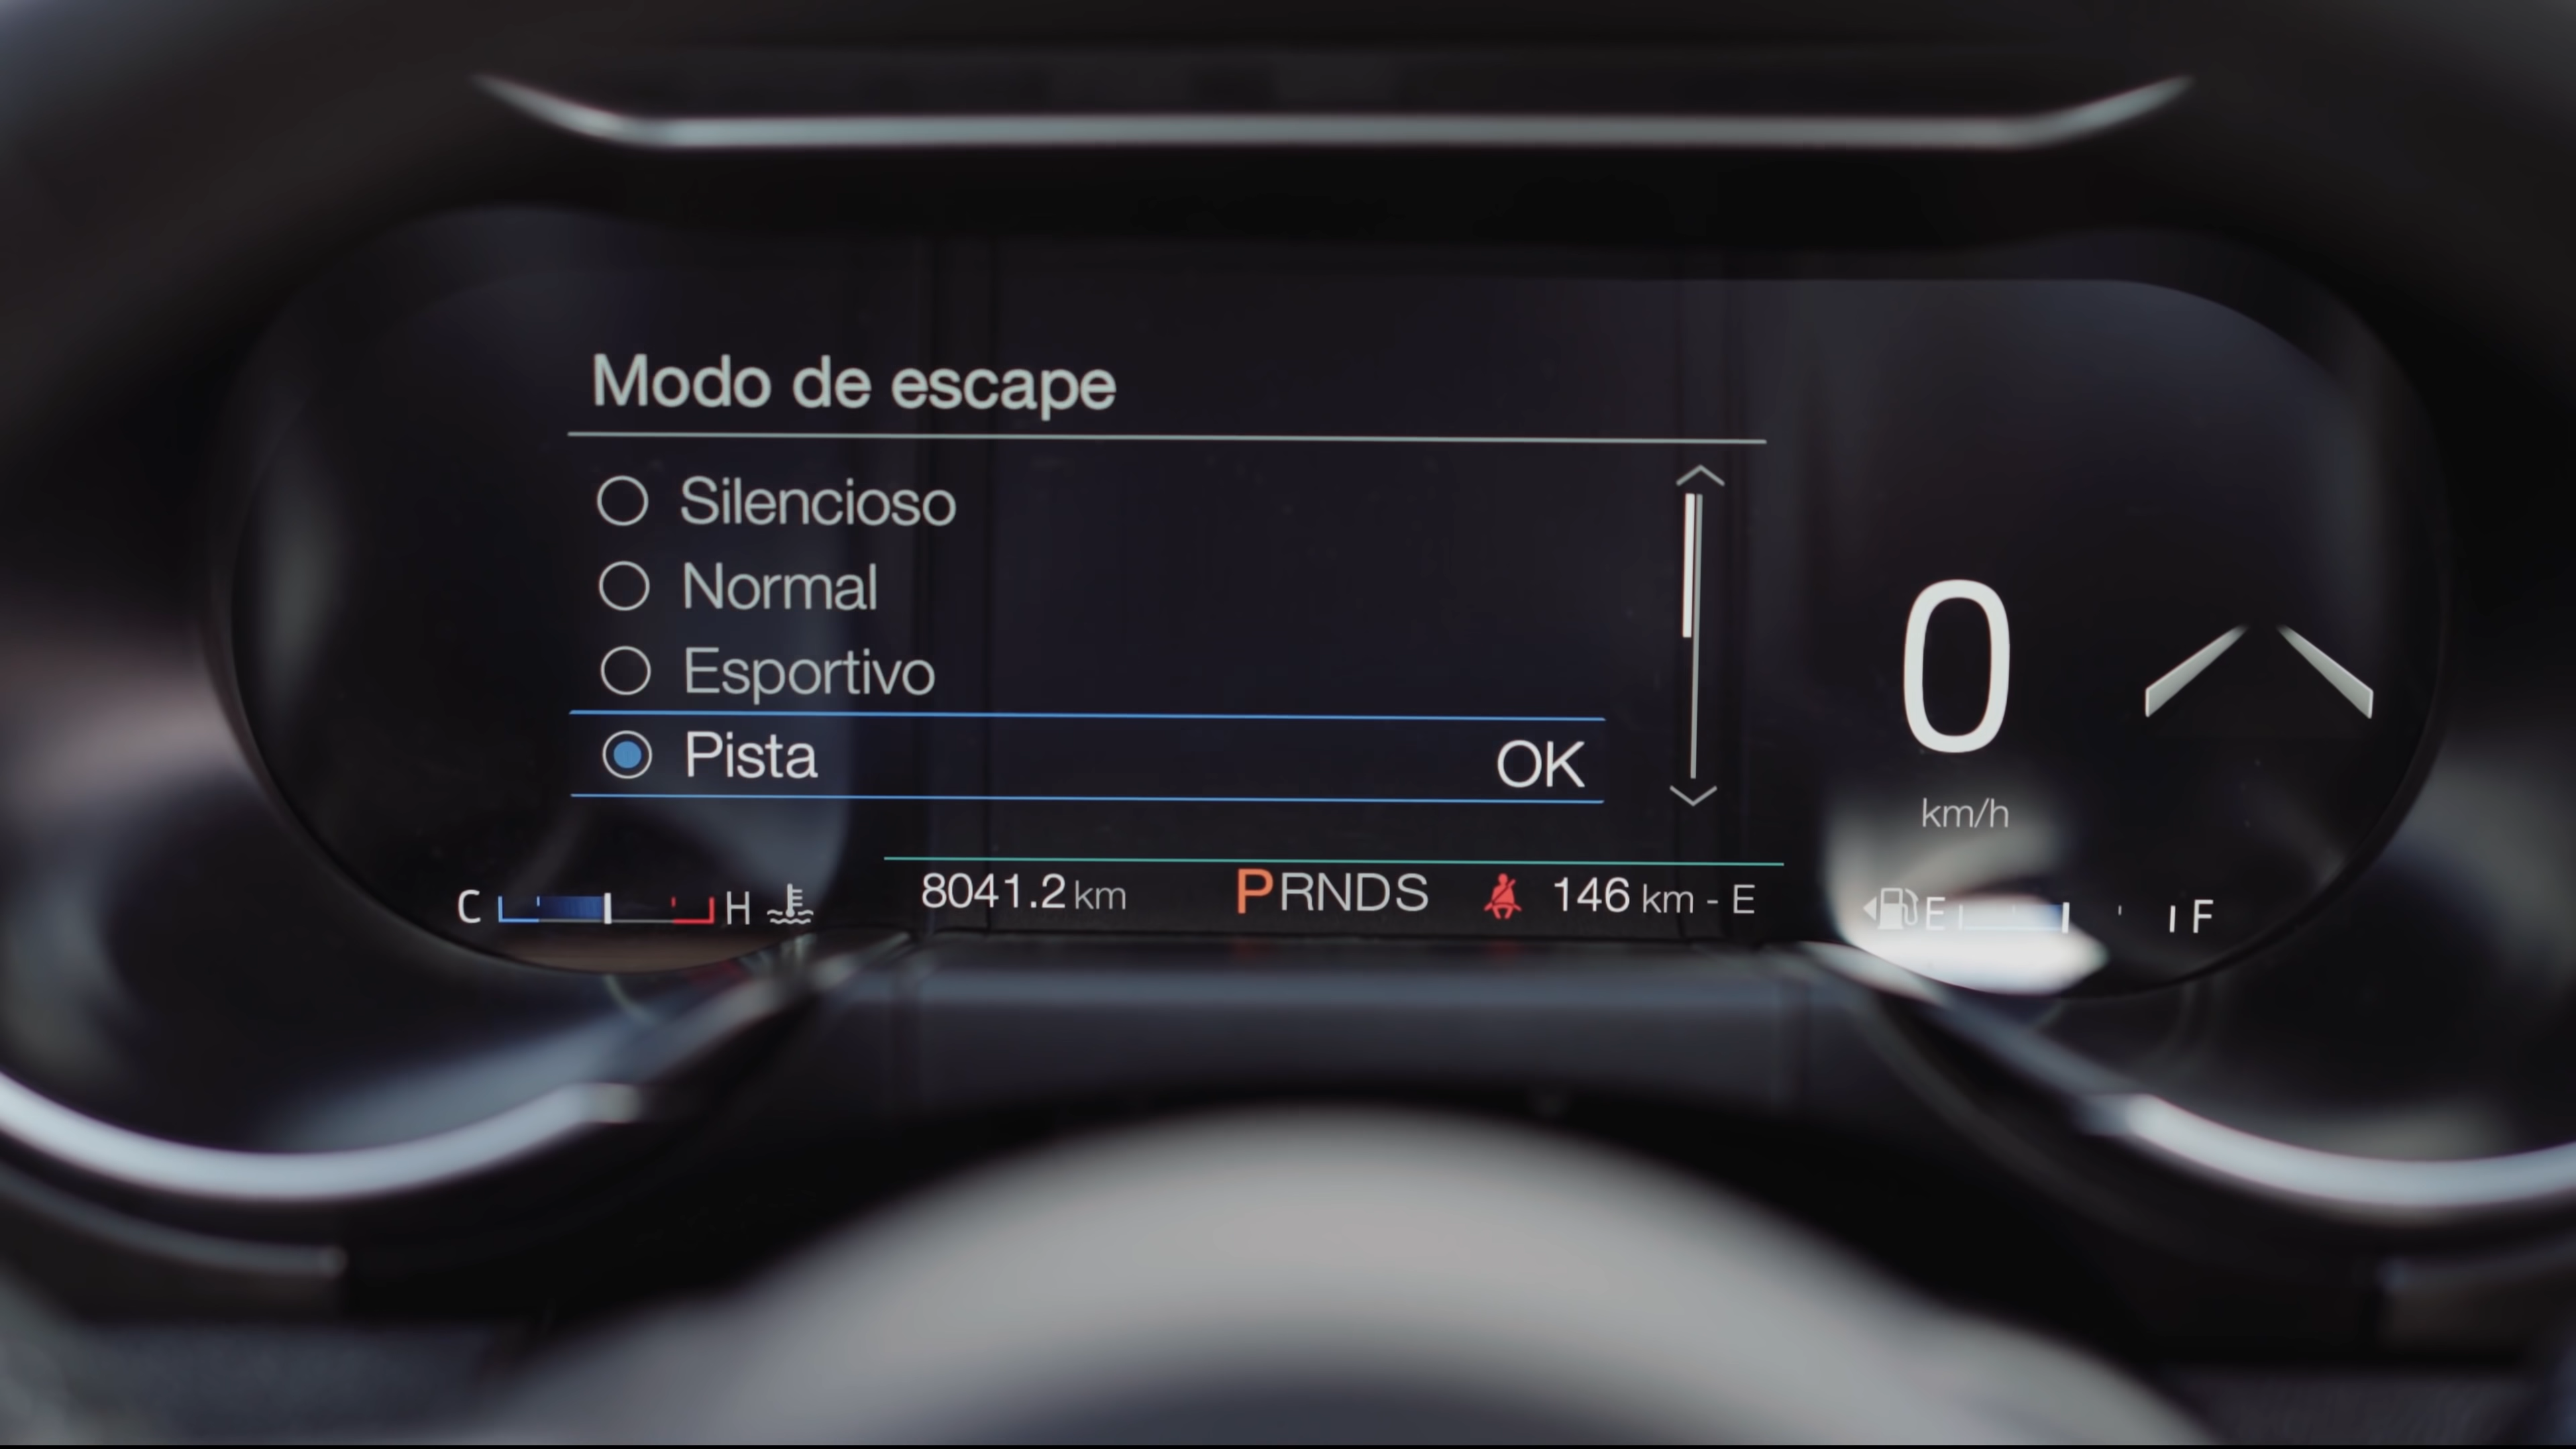 Modo de escape
Silencioso
Normal
Esportivo
Pista OK
0
km/h
C H
8041.2 km PRNDS 146 km - E
E F